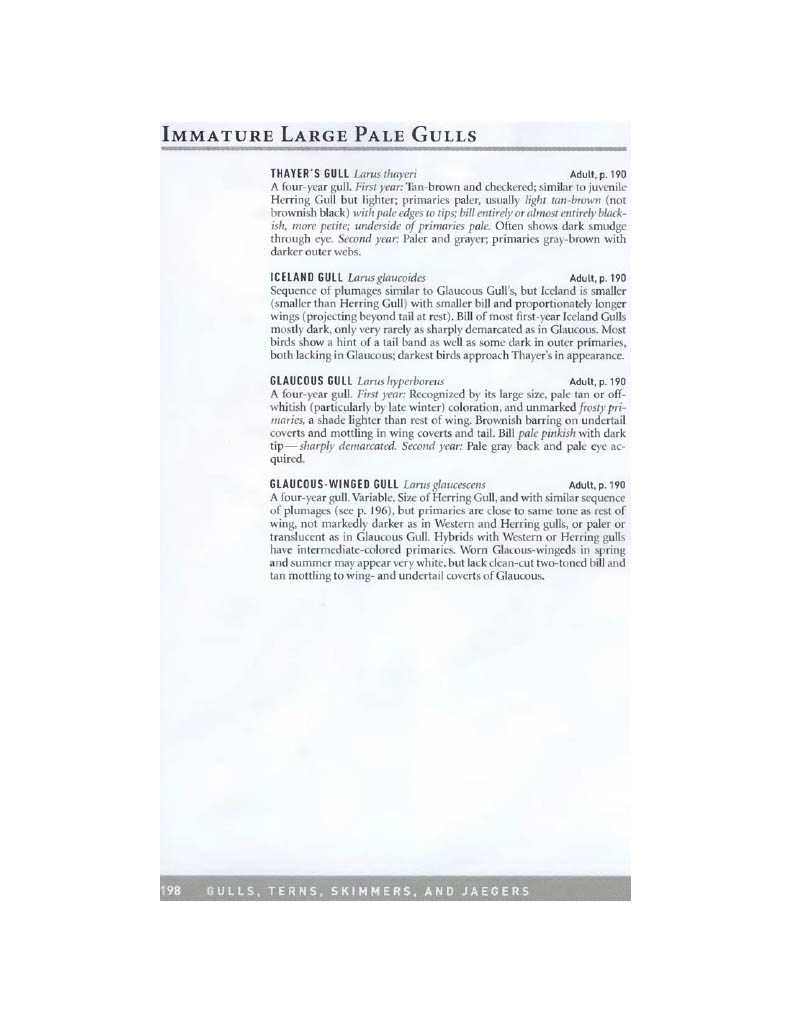 IMMATURE LARGE PALE GULLS
THAYER'S GULL Larus thayeri Adult, p. 190
A four-year gull. First year: Tan-brown and checkered; similar to juvenile
Herring Gull but lighter; primaries paler, usually light tan-brown (not
brownish black) with pale edges to tips; bill entirely or almost entirely black-
ish, more petite; underside of primaries pale. Often shows dark smudge
through eye. Second year: Paler and grayer; primaries gray-brown with
darker outer webs.
ICELAND GULL Larus glaucoides Adult, p. 190
Sequence of plumages similar to Glaucous Gull's, but Iceland is smaller
(smaller than Herring Gull) with smaller bill and proportionately longer
wings (projecting beyond tail at rest). Bill of most first-year Iceland Gulls
mostly dark, only very rarely as sharply demarcated as in Glaucous. Most
birds show a hint of a tail band as well as some dark in outer primaries,
both lacking in Glaucous; darkest birds approach Thayer's in appearance.
GLAUCOUS GULL Larus hyperboreus Adult, p. 190
A four-year gull. First year: Recognized by its large size, pale tan or off-
whitish (particularly by late winter) coloration, and unmarked frosty pri-
maries, a shade lighter than rest of wing. Brownish barring on undertail
coverts and mottling in wing coverts and tail. Bill pale pinkish with dark
tip—sharply demarcated. Second year: Pale gray back and pale eye ac-
quired.
GLAUCOUS-WINGED GULL Larus glaucescens Adult, p. 190
A four-year gull. Variable. Size of Herring Gull, and with similar sequence
of plumages (see p. 196), but primaries are close to same tone as rest of
wing, not markedly darker as in Western and Herring gulls, or paler or
translucent as in Glaucous Gull. Hybrids with Western or Herring gulls
have intermediate-colored primaries. Worn Glacous-wingeds in spring
and summer may appear very white, but lack clean-cut two-toned bill and
tan mottling to wing- and undertail coverts of Glaucous.
198 GULLS, TERNS, SKIMMERS, AND JAEGERS